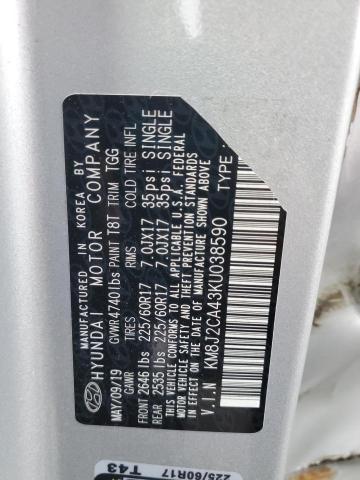 MANUFACTURED IN KOREA BY
HYUNDAI MOTOR COMPANY
MAY/09/19 GVWR 4740lbs PAINT T8T TRIM TGG
GAWR TIRES RIMS COLD TIRE INFL
FRONT 2646 lbs 225/60R17 7.0JX17 35psi SINGLE
REAR 2535 lbs 225/60R17 7.0JX17 35psi SINGLE
THIS VEHICLE CONFORMS TO ALL APPLICABLE U.S.A. FEDERAL
MOTOR VEHICLE SAFETY, BUMPER, AND THEFT PREVENTION
STANDARDS IN EFFECT ON THE DATE OF MANUFACTURE SHOWN ABOVE.
V.I.N KM8J2CA43KU038590 TYPE
225/60R17
T43